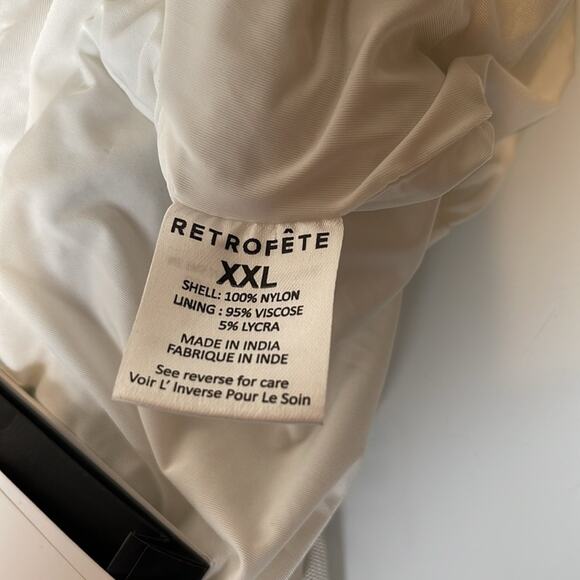 RETROFÊTE
XXL
SHELL: 100% NYLON
LINING : 95% VISCOSE
5% LYCRA
MADE IN INDIA
FABRIQUE IN INDE
See reverse for care
Voir L' Inverse Pour Le Soin